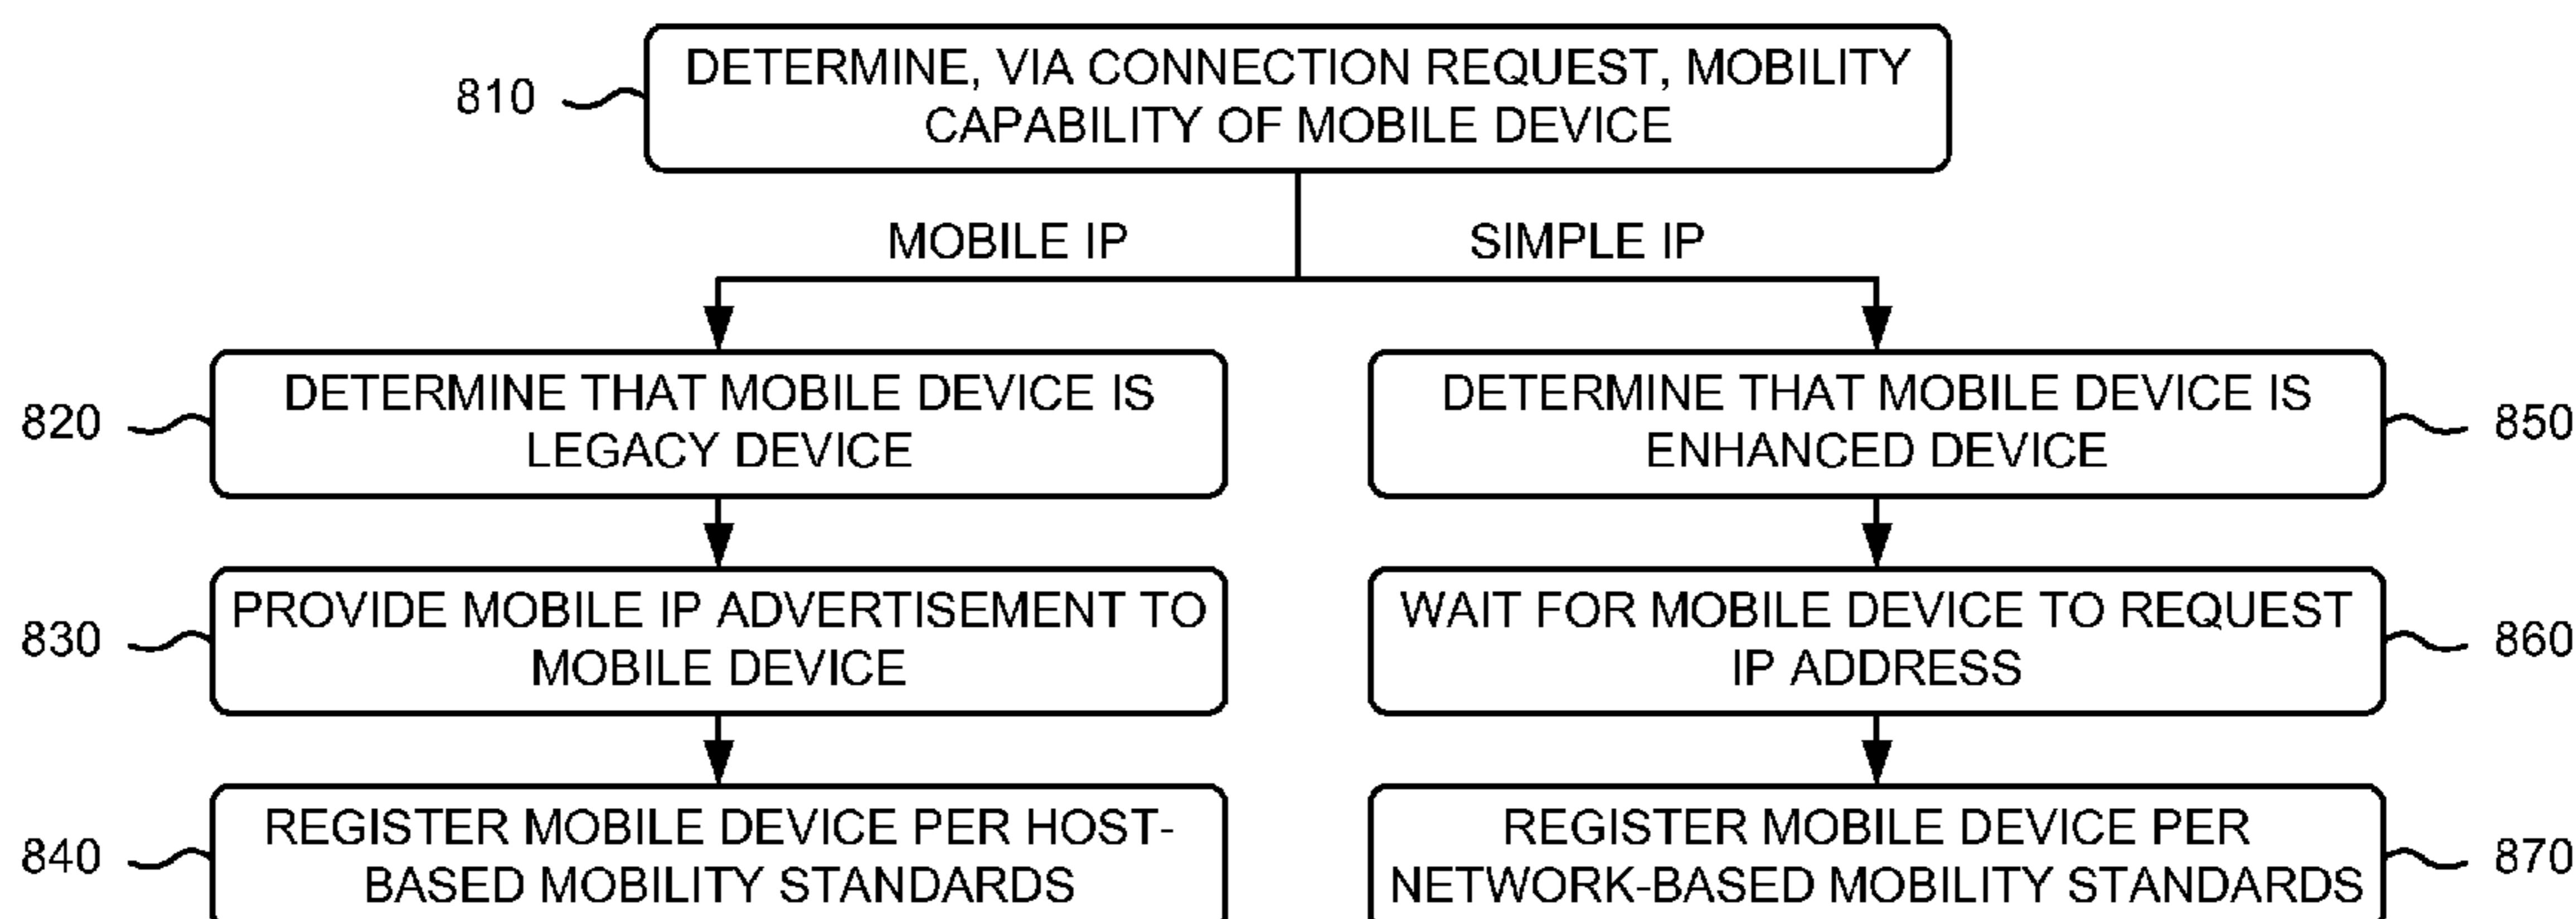 810
DETERMINE, VIA CONNECTION REQUEST, MOBILITY
CAPABILITY OF MOBILE DEVICE
MOBILE IP
SIMPLE IP
820
DETERMINE THAT MOBILE DEVICE IS
LEGACY DEVICE
DETERMINE THAT MOBILE DEVICE IS
ENHANCED DEVICE
850
830
PROVIDE MOBILE IP ADVERTISEMENT TO
MOBILE DEVICE
WAIT FOR MOBILE DEVICE TO REQUEST
IP ADDRESS
860
840
REGISTER MOBILE DEVICE PER HOST-
BASED MOBILITY STANDARDS
REGISTER MOBILE DEVICE PER
NETWORK-BASED MOBILITY STANDARDS
870